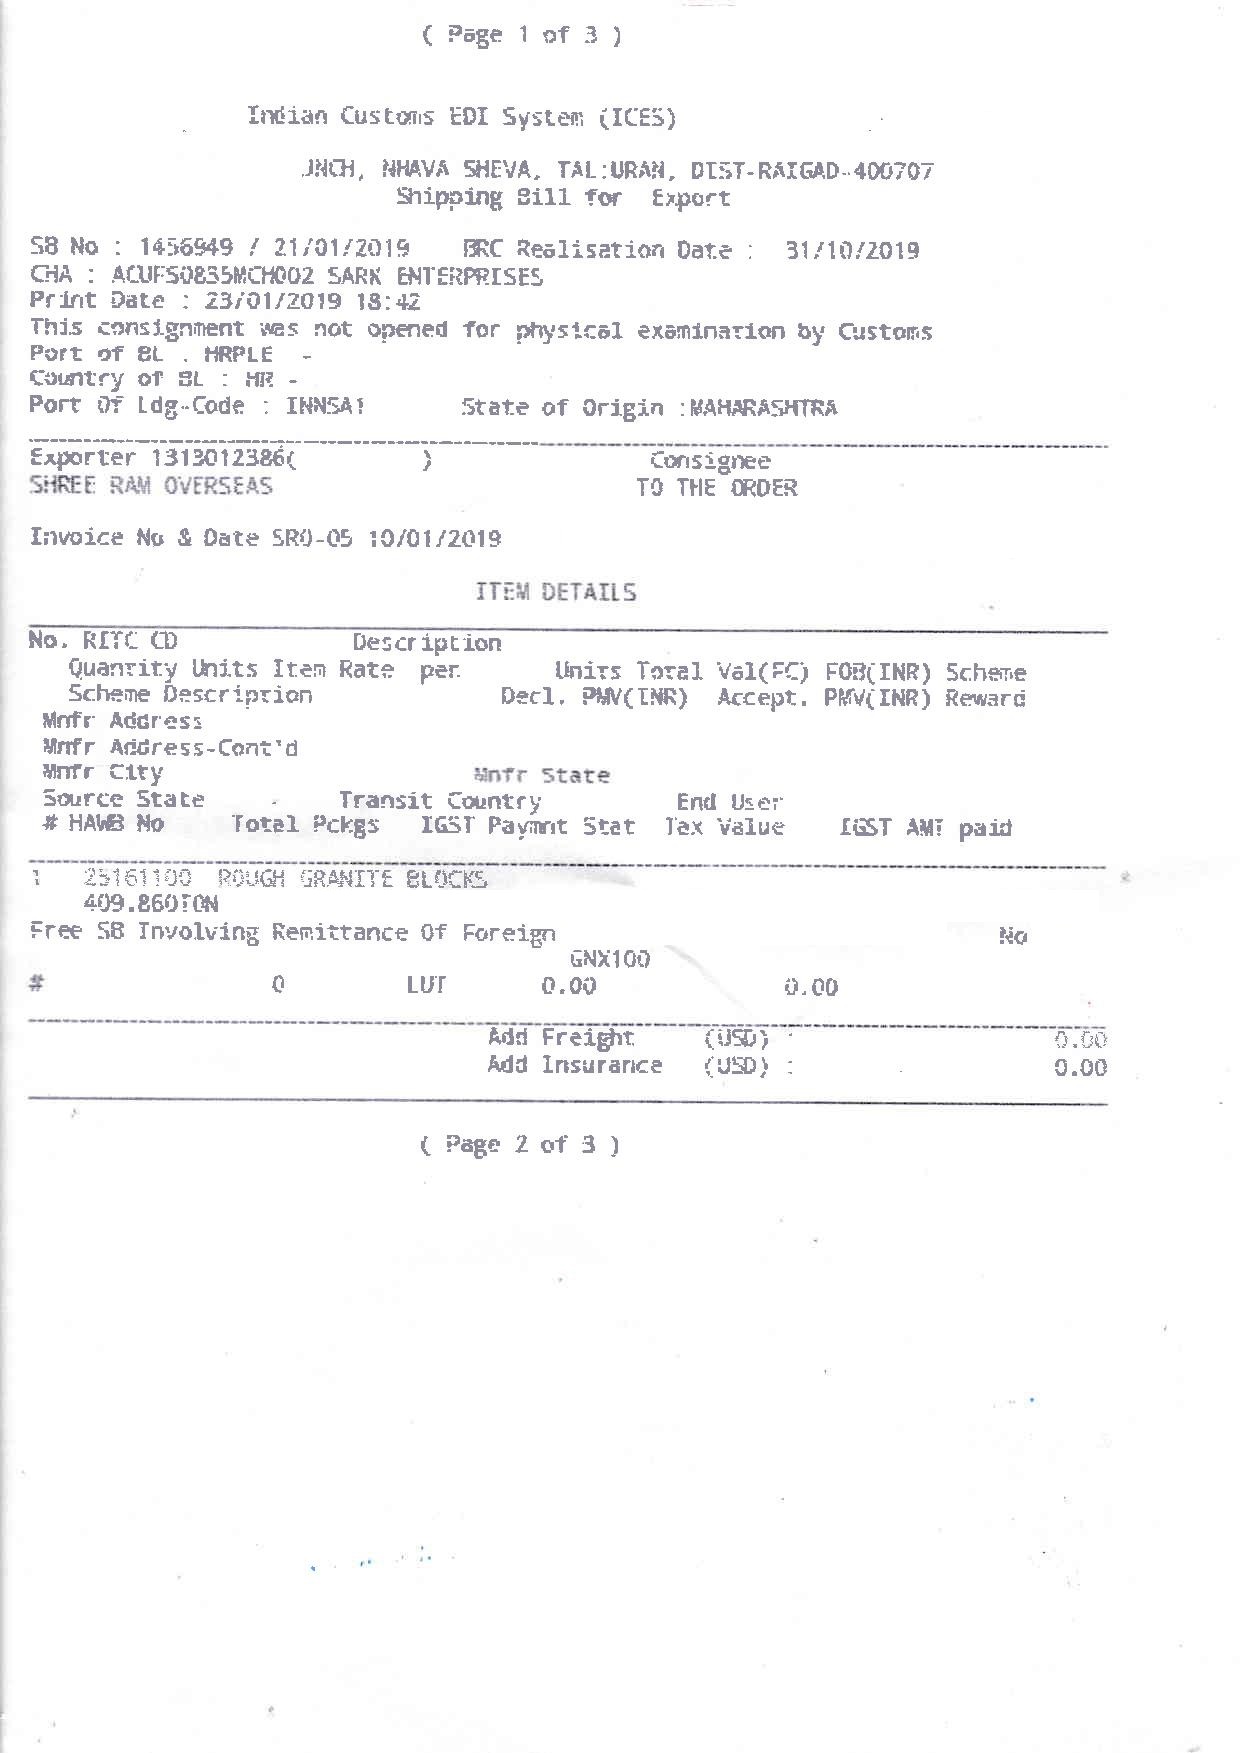 ( Page 1 of 3 )
Indian Customs EDI System (ICES)
JNCH, NHAVA SHEVA, TAL:URAN, DIST-RAIGAD-400707
Shipping Bill for Export
SB No : 1456949 / 21/01/2019 BRC Realisation Date : 31/10/2019
CHA : ACUFS0835MCH002 SARK ENTERPRISES
Print Date : 23/01/2019 18:42
This consignment was not opened for physical examination by Customs
Port of BL . HRPLE -
Country of BL : HR -
Port Of Ldg-Code : INNSA1 State of Origin :MAHARASHTRA
Exporter 1313012386( ) Consignee
SHREE RAM OVERSEAS TO THE ORDER
Invoice No & Date SRO-05 10/01/2019
ITEM DETAILS
No. RITC CD Description
Quantity Units Item Rate per. Units Total Val(FC) FOB(INR) Scheme
Scheme Description Decl. PMV(INR) Accept. PMV(INR) Reward
Mnfr Address
Mnfr Address-Cont'd
Mnfr City Mnfr State
Source State Transit Country End User
# HAWB No Total Pckgs IGST Paymnt Stat Tax Value IGST AMT paid
1 25161100 ROUGH GRANITE BLOCKS
409.860TON
Free SB Involving Remittance Of Foreign No
GNX100
# 0 LUT 0.00 0.00
Add Freight (USD) : 0.00
Add Insurance (USD) : 0.00
( Page 2 of 3 )